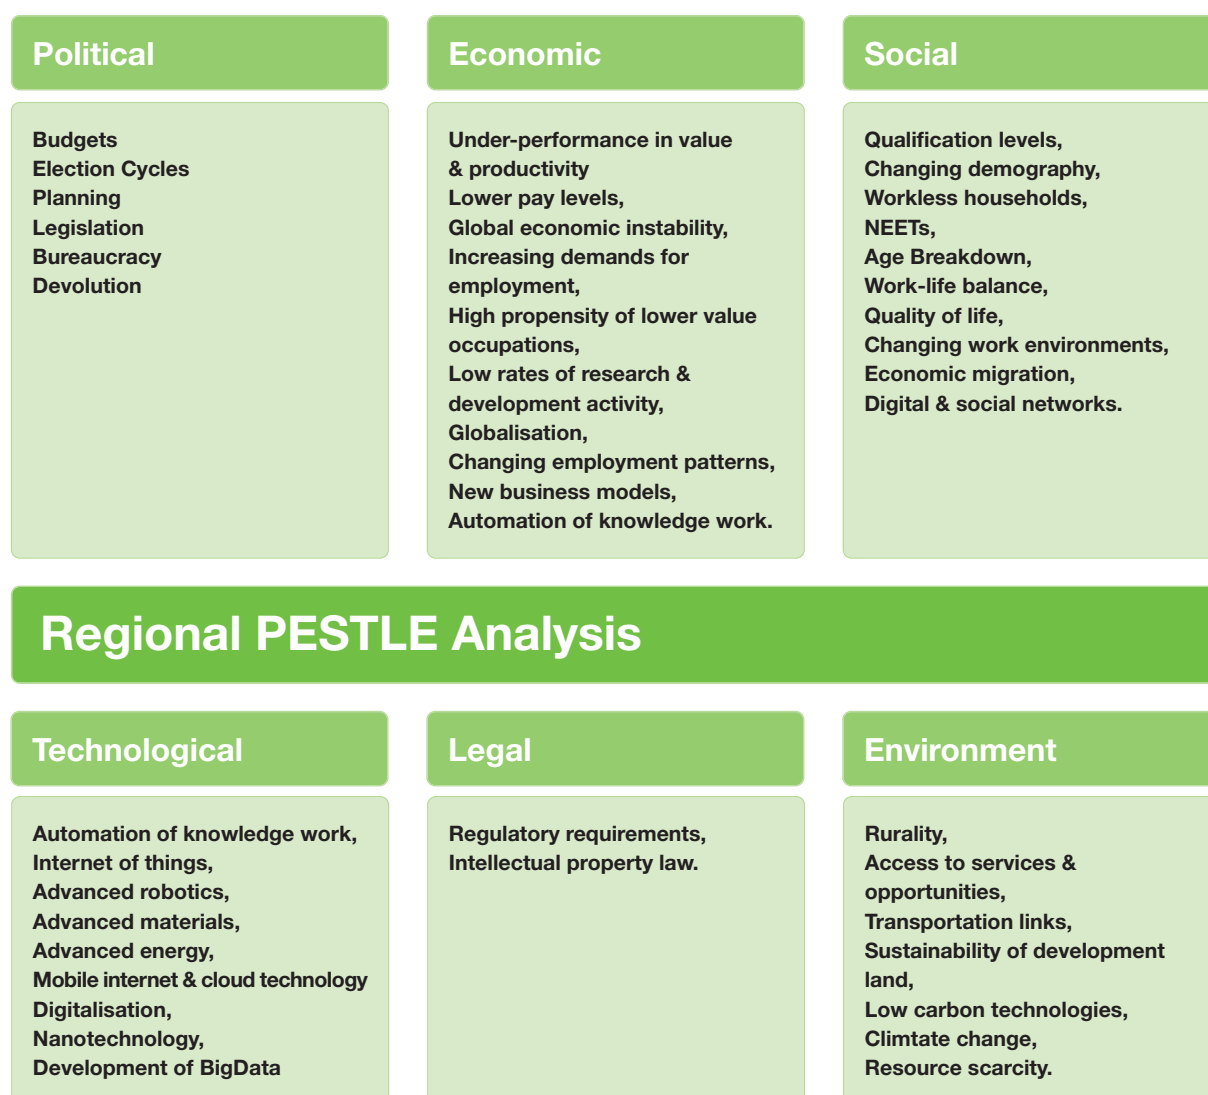 Political
Budgets
Election Cycles
Planning
Legislation
Bureaucracy
Devolution
Economic
Under-performance in value
& productivity
Lower pay levels,
Global economic instability,
Increasing demands for
employment,
High propensity of lower value
occupations,
Low rates of research &
development activity,
Globalisation,
Changing employment patterns,
New business models,
Automation of knowledge work.
Social
Qualification levels,
Changing demography,
Workless households,
NEETs,
Age Breakdown,
Work-life balance,
Quality of life,
Changing work environments,
Economic migration,
Digital & social networks.
Regional PESTLE Analysis
Technological
Automation of knowledge work,
Internet of things,
Advanced robotics,
Advanced materials,
Advanced energy,
Mobile internet & cloud technology
Digitalisation,
Nanotechnology,
Development of BigData
Legal
Regulatory requirements,
Intellectual property law.
Environment
Rurality,
Access to services &
opportunities,
Transportation links,
Sustainability of development
land,
Low carbon technologies,
Climtate change,
Resource scarcity.